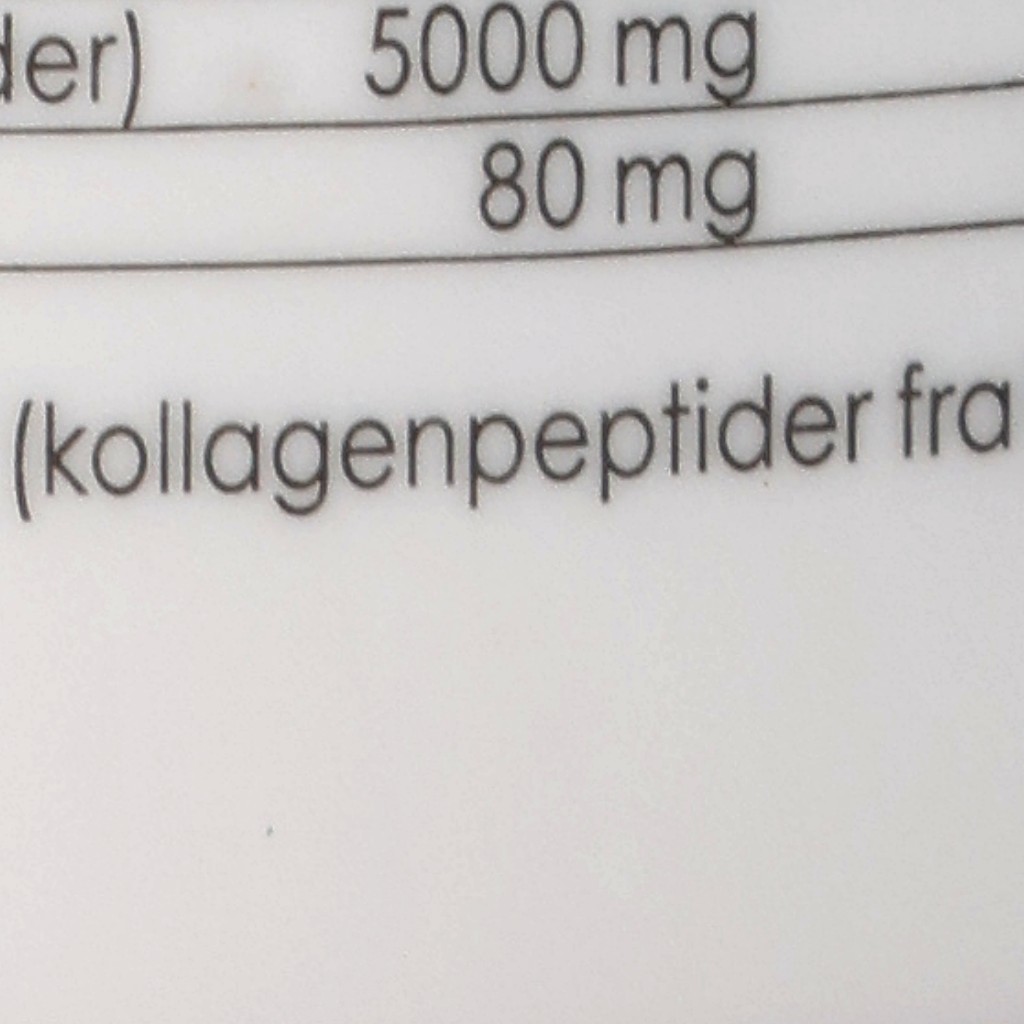 der) 5000 mg
80 mg
(kollagenpeptider fra